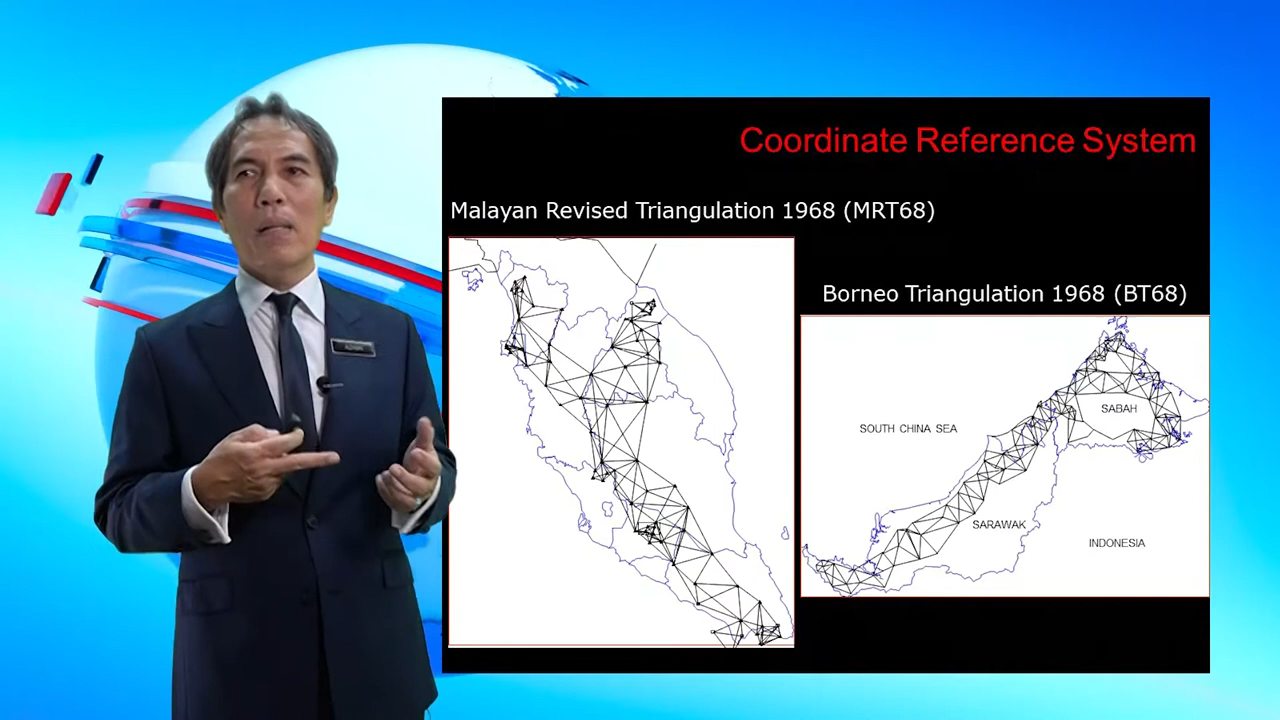 Coordinate Reference System
Malayan Revised Triangulation 1968 (MRT68)
Borneo Triangulation 1968 (BT68)
SABAH
SOUTH CHINA SEA
SARAWAK
INDONESIA